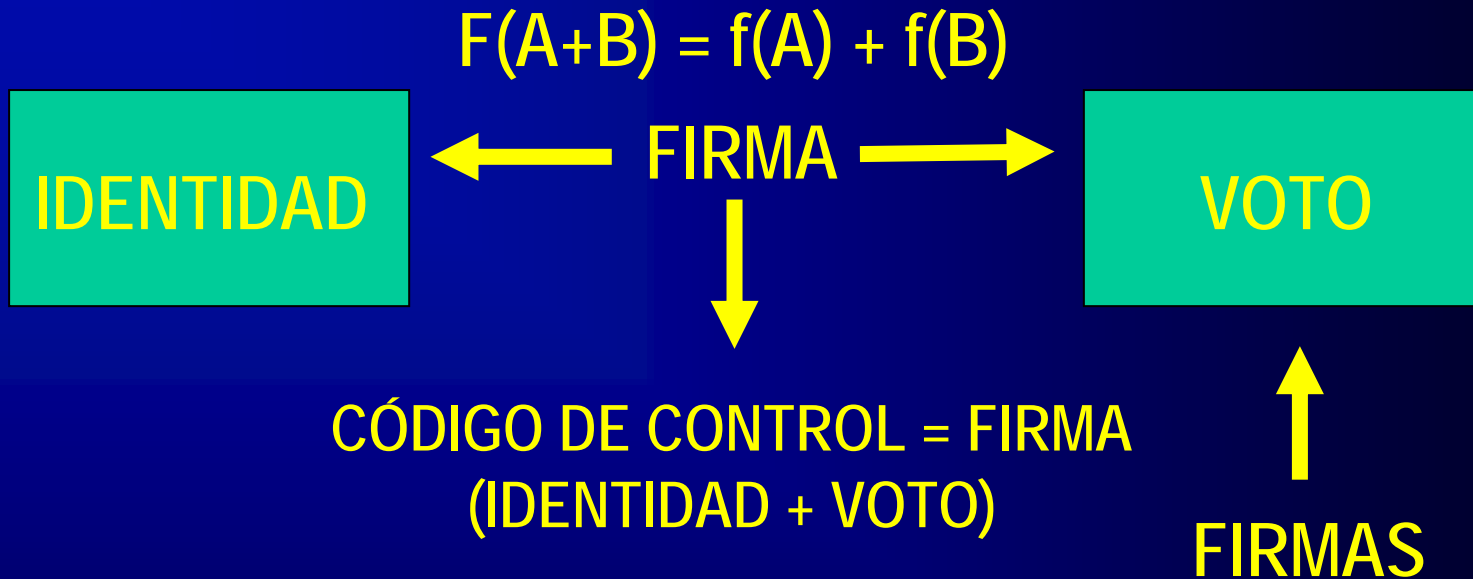 F(A+B) = f(A) + f(B)
FIRMA
IDENTIDAD
VOTO
CÓDIGO DE CONTROL = FIRMA
(IDENTIDAD + VOTO)
FIRMAS